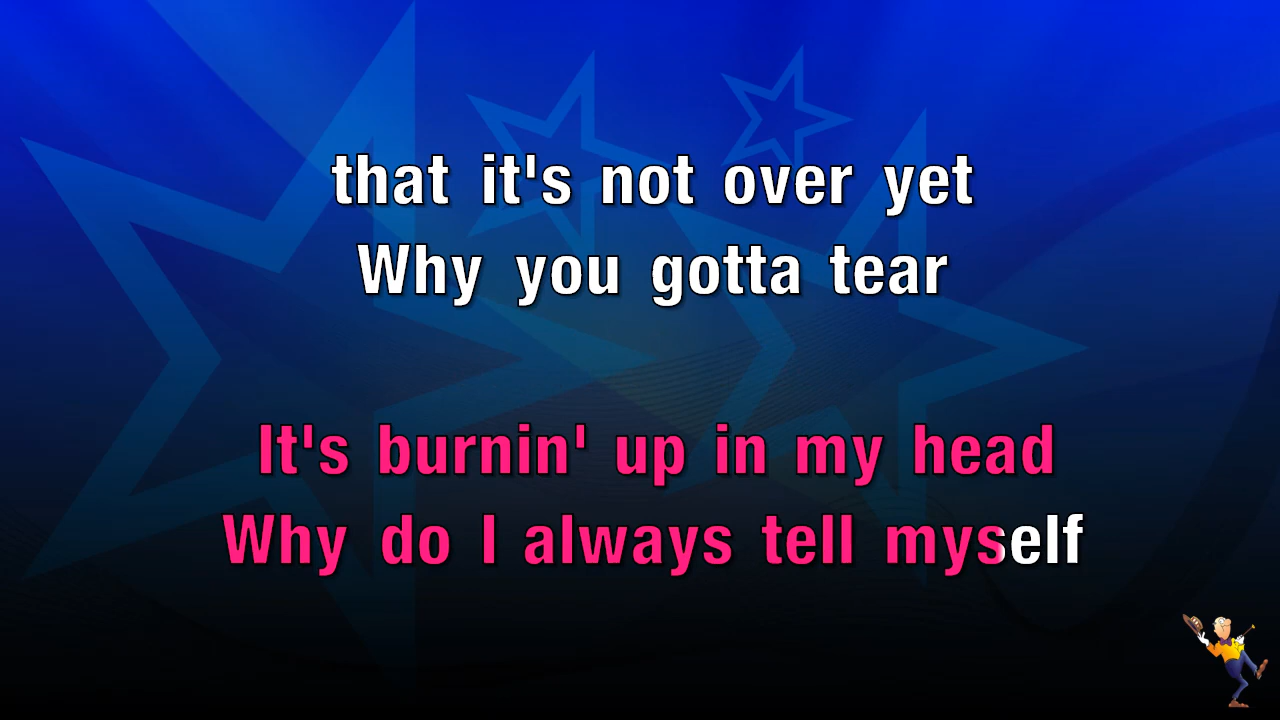 that it's not over yet
Why you gotta tear
It's burnin' up in my head
Why do I always tell myself